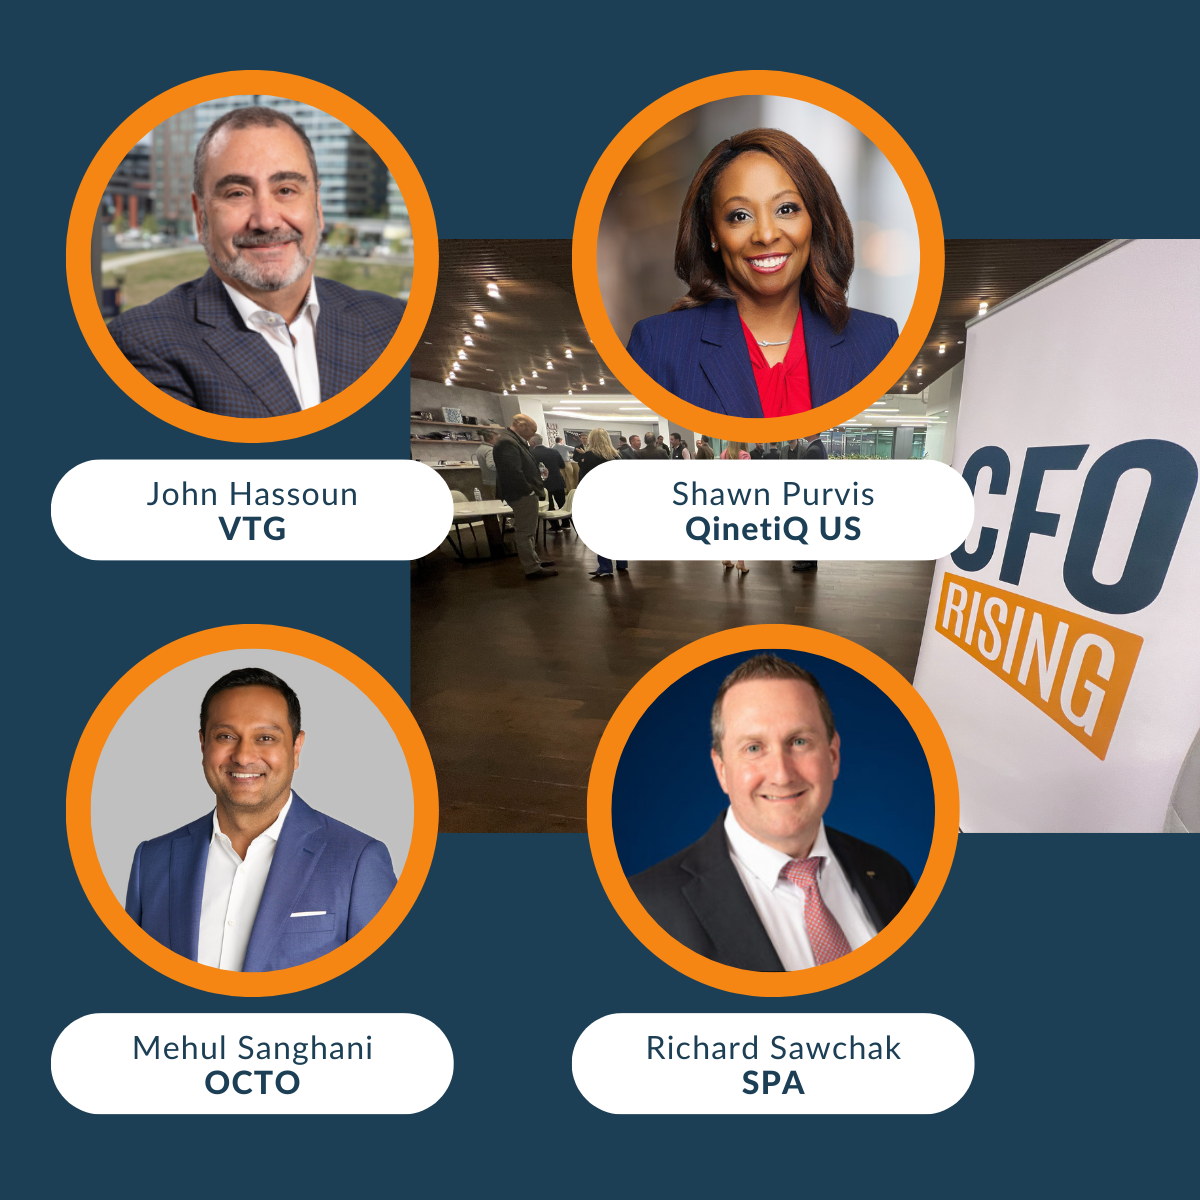 John Hassoun
VTG
Shawn Purvis
QinetiQ US
CFO
RISING
Mehul Sanghani
OCTO
Richard Sawchak
SPA